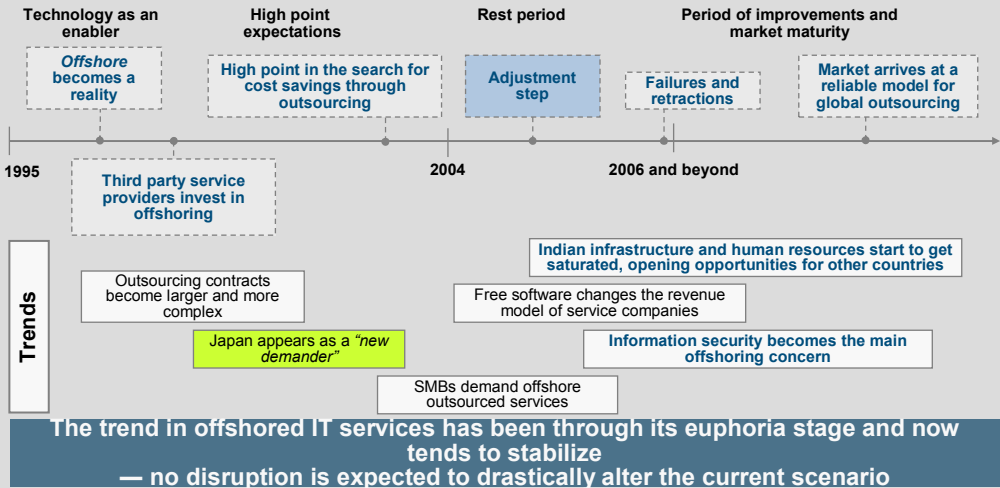 Technology as an
enabler
High point
expectations
Rest period
Period of improvements and
market maturity
Offshore
becomes a
reality
High point in the search for
cost savings through
outsourcing
Adjustment
step
Failures and
retractions
Market arrives at a
reliable model for
global outsourcing
1995
2004
2006 and beyond
Third party service
providers invest in
offshoring
Trends
Indian infrastructure and human resources start to get
saturated, opening opportunities for other countries
Outsourcing contracts
become larger and more
complex
Free software changes the revenue
model of service companies
Japan appears as a “new
demander”
Information security becomes the main
offshoring concern
SMBs demand offshore
outsourced services
The trend in offshored IT services has been through its euphoria stage and now
tends to stabilize
— no disruption is expected to drastically alter the current scenario